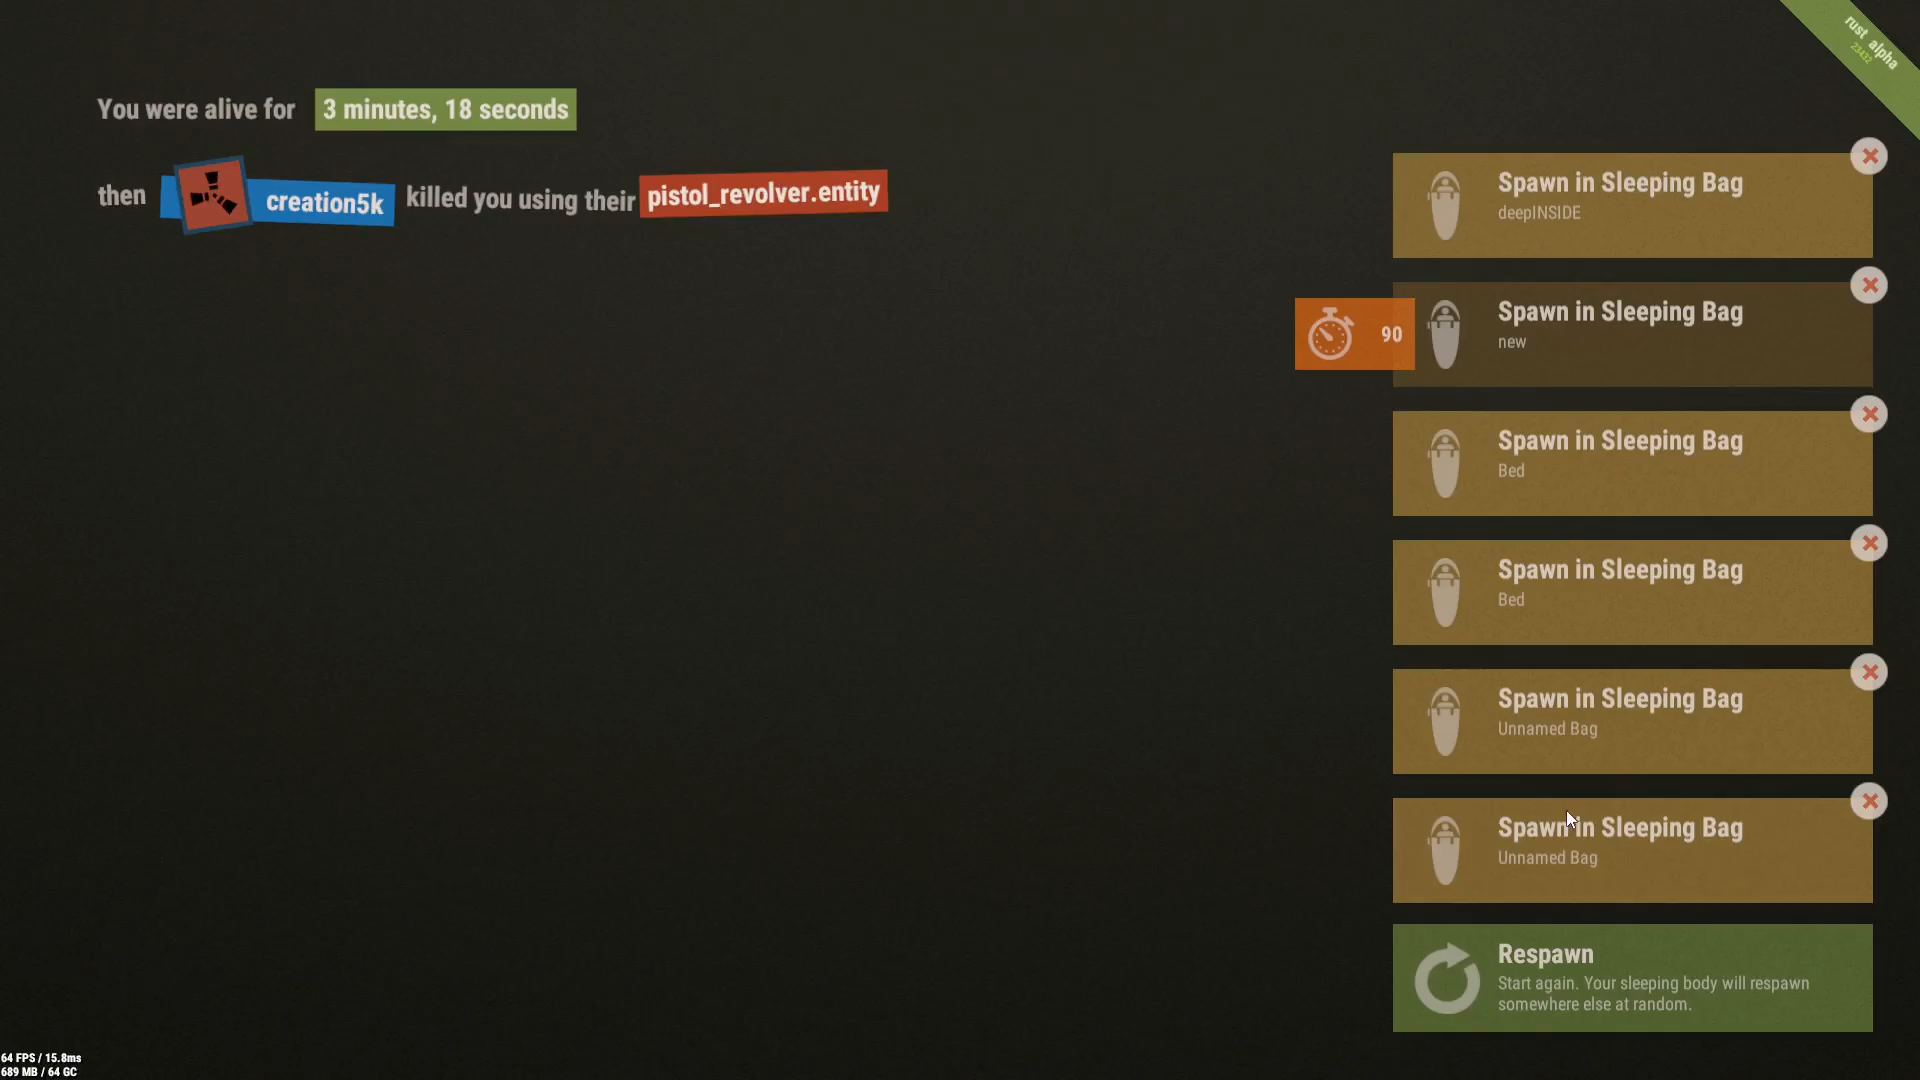 rust alpha
23432
You were alive for 3 minutes, 18 seconds
then creation5k killed you using their pistol_revolver.entity
Spawn in Sleeping Bag
deepINSIDE
90
Spawn in Sleeping Bag
new
Spawn in Sleeping Bag
Bed
Spawn in Sleeping Bag
Bed
Spawn in Sleeping Bag
Unnamed Bag
Spawn in Sleeping Bag
Unnamed Bag
Respawn
Start again. Your sleeping body will respawn
somewhere else at random.
64 FPS / 15.8ms
689 MB / 64 GC